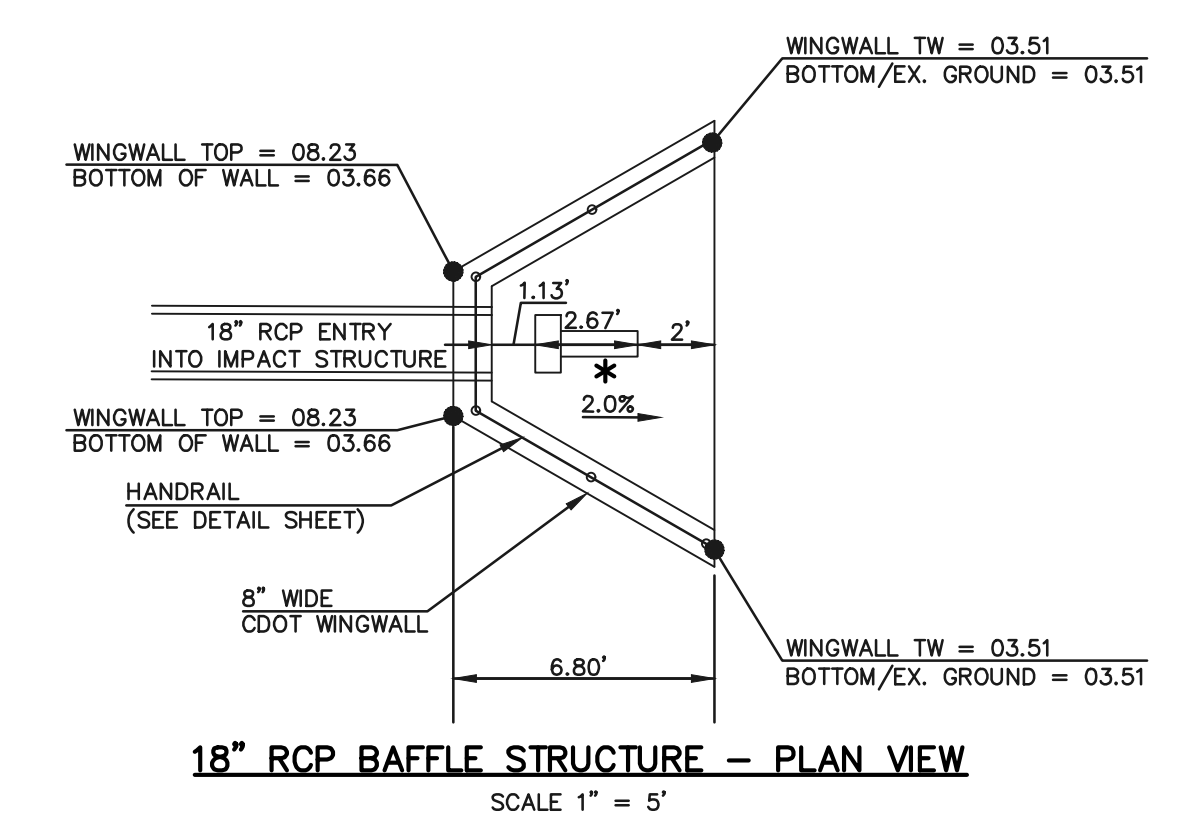 WINGWALL TW = 03.51
BOTTOM/EX. GROUND = 03.51
WINGWALL TOP = 08.23
BOTTOM OF WALL = 03.66
1.13'
2.67'
2'
18" RCP ENTRY
INTO IMPACT STRUCTURE
*
2.0%
WINGWALL TOP = 08.23
BOTTOM OF WALL = 03.66
HANDRAIL
(SEE DETAIL SHEET)
8" WIDE
CDOT WINGWALL
WINGWALL TW = 03.51
BOTTOM/EX. GROUND = 03.51
6.80'
18" RCP BAFFLE STRUCTURE – PLAN VIEW
SCALE 1" = 5'